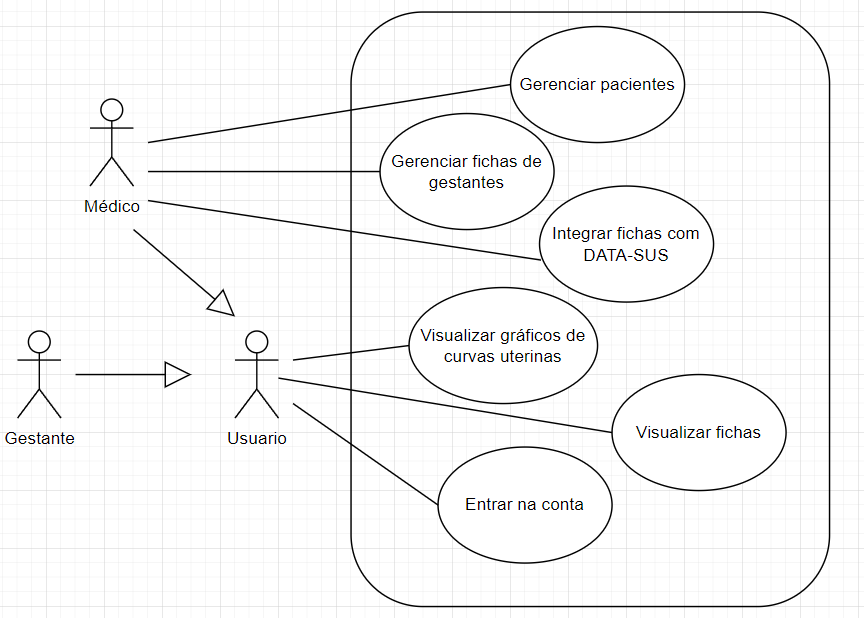 Gerenciar pacientes
Gerenciar fichas de
gestantes
Médico
Integrar fichas com
DATA-SUS
Visualizar gráficos de
curvas uterinas
Gestante
Usuario
Visualizar fichas
Entrar na conta